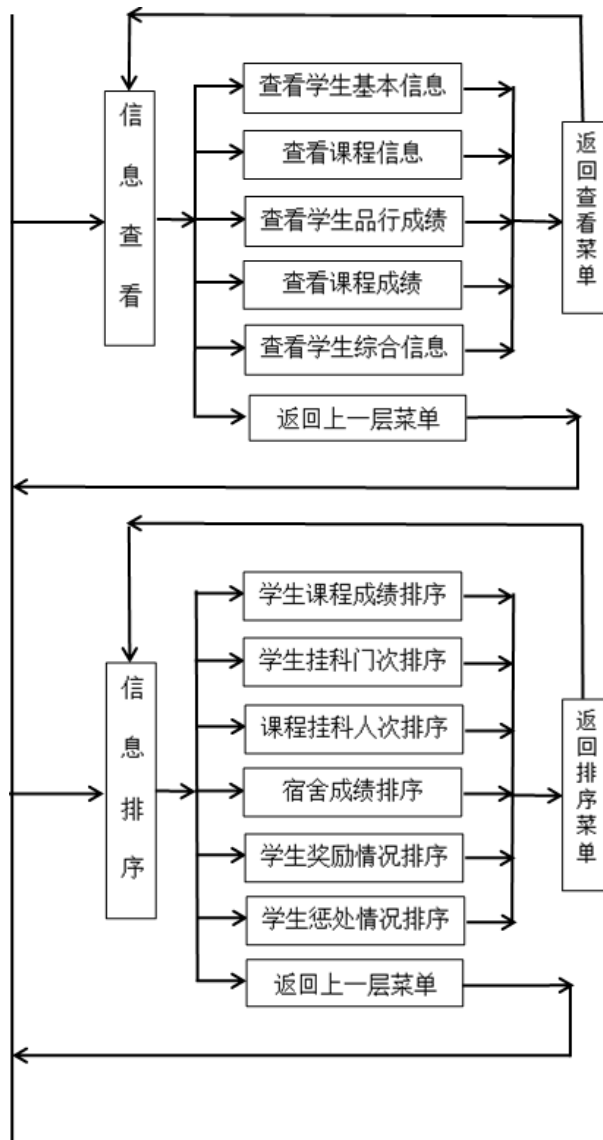 信息查看
查看学生基本信息
查看课程信息
查看学生品行成绩
查看课程成绩
查看学生综合信息
返回上一层菜单
返回查看菜单
信息排序
学生课程成绩排序
学生挂科门次排序
课程挂科人次排序
宿舍成绩排序
学生奖励情况排序
学生惩处情况排序
返回上一层菜单
返回排序菜单